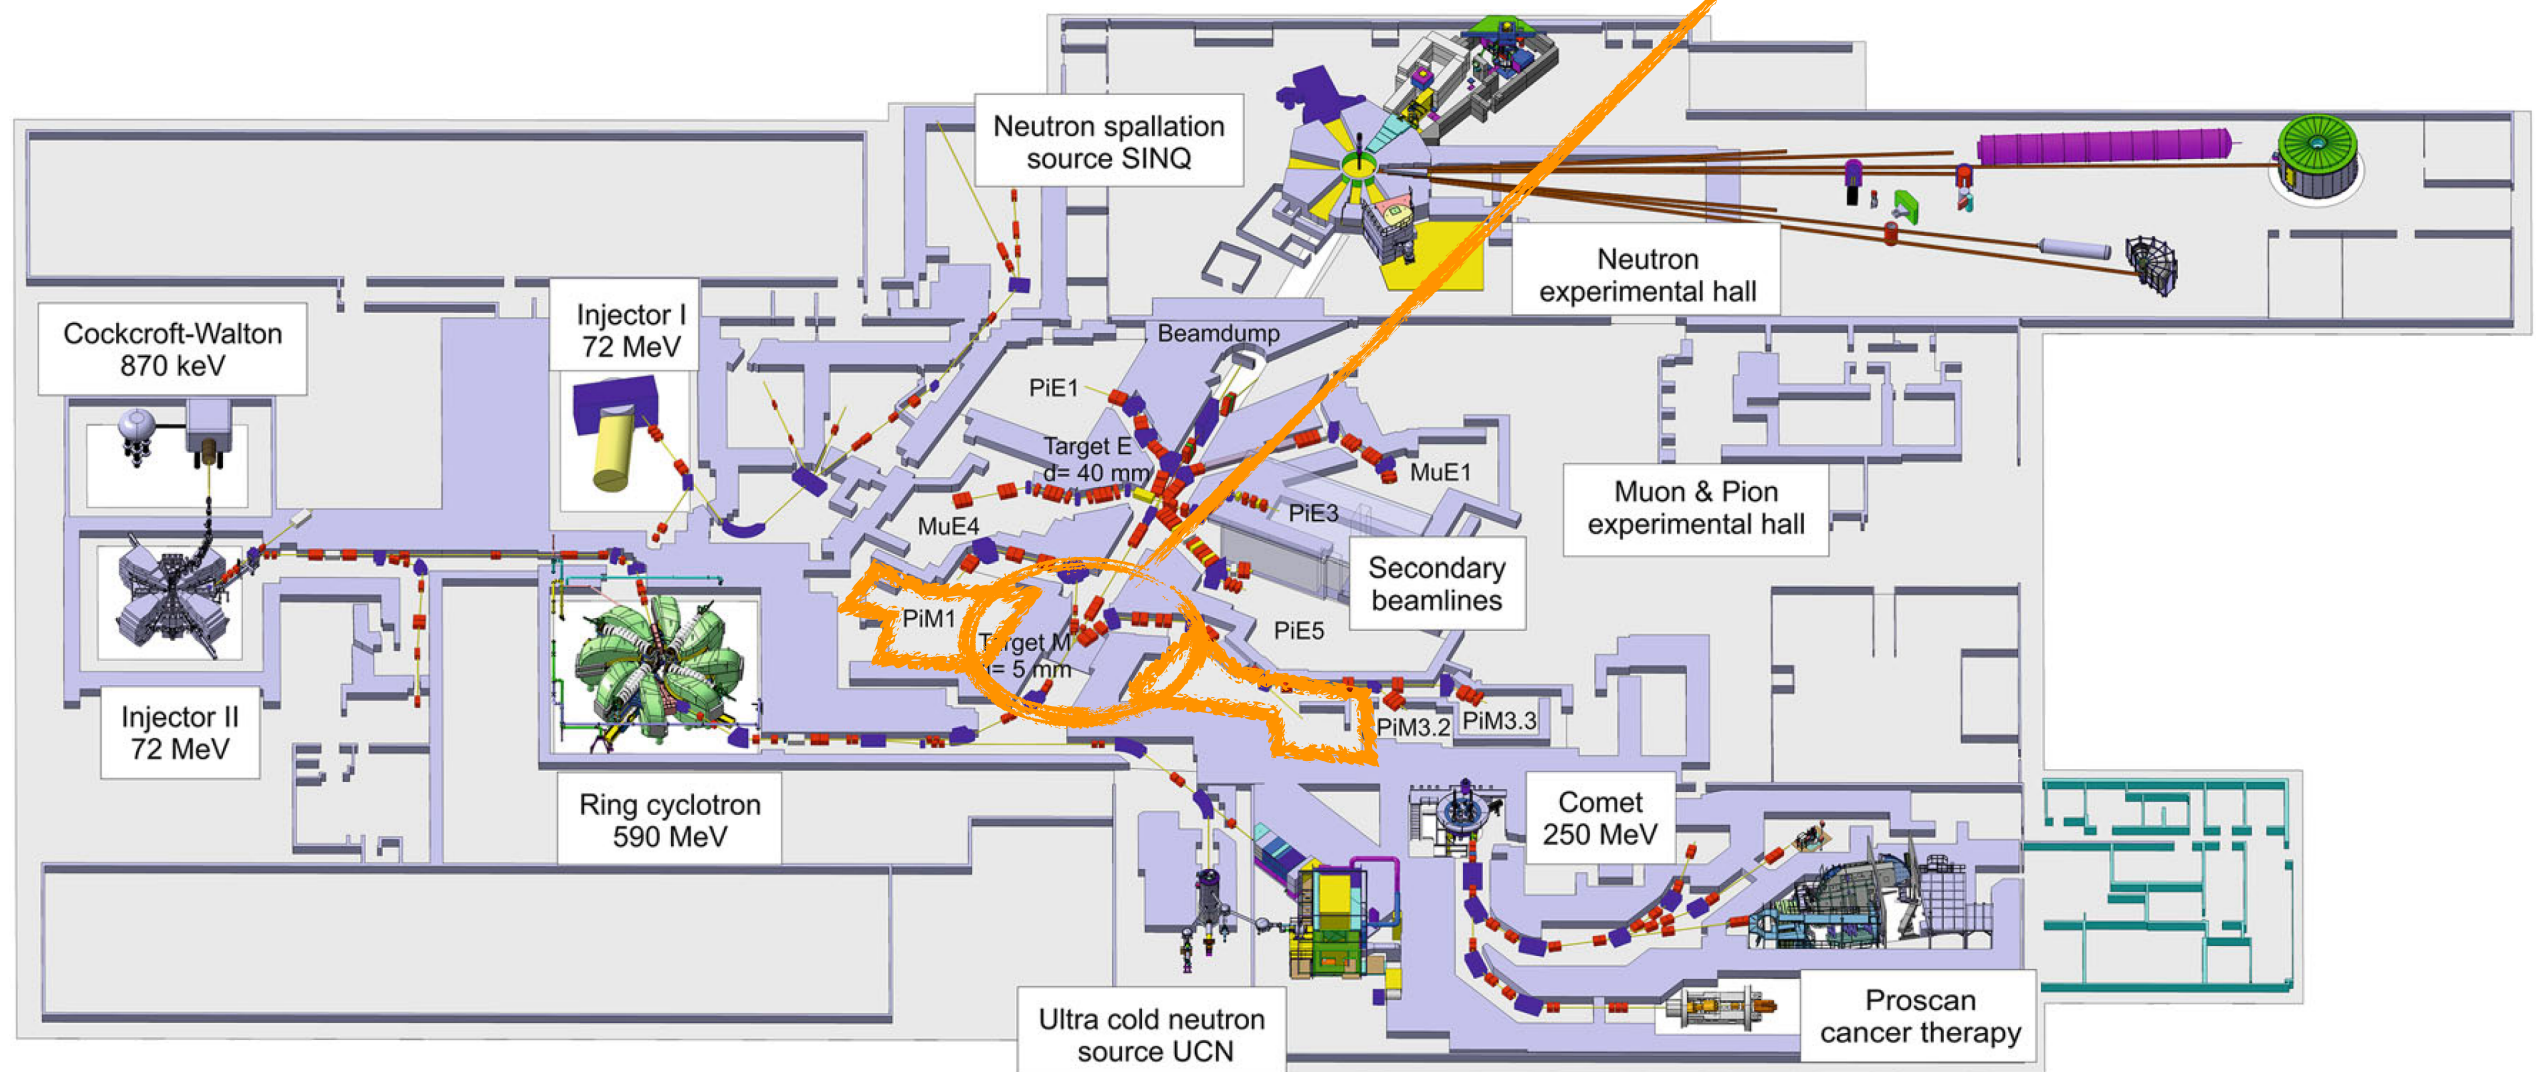 Neutron spallation
source SINQ
Neutron
experimental hall
Cockcroft-Walton
870 keV
Injector I
72 MeV
Beamdump
PiE1
Target E
d= 40 mm
MuE1
MuE4
PiE3
Muon & Pion
experimental hall
Secondary
beamlines
PiM1
PiE5
Target M
d= 5 mm
Injector II
72 MeV
PiM3.2
PiM3.3
Ring cyclotron
590 MeV
Comet
250 MeV
Ultra cold neutron
source UCN
Proscan
cancer therapy